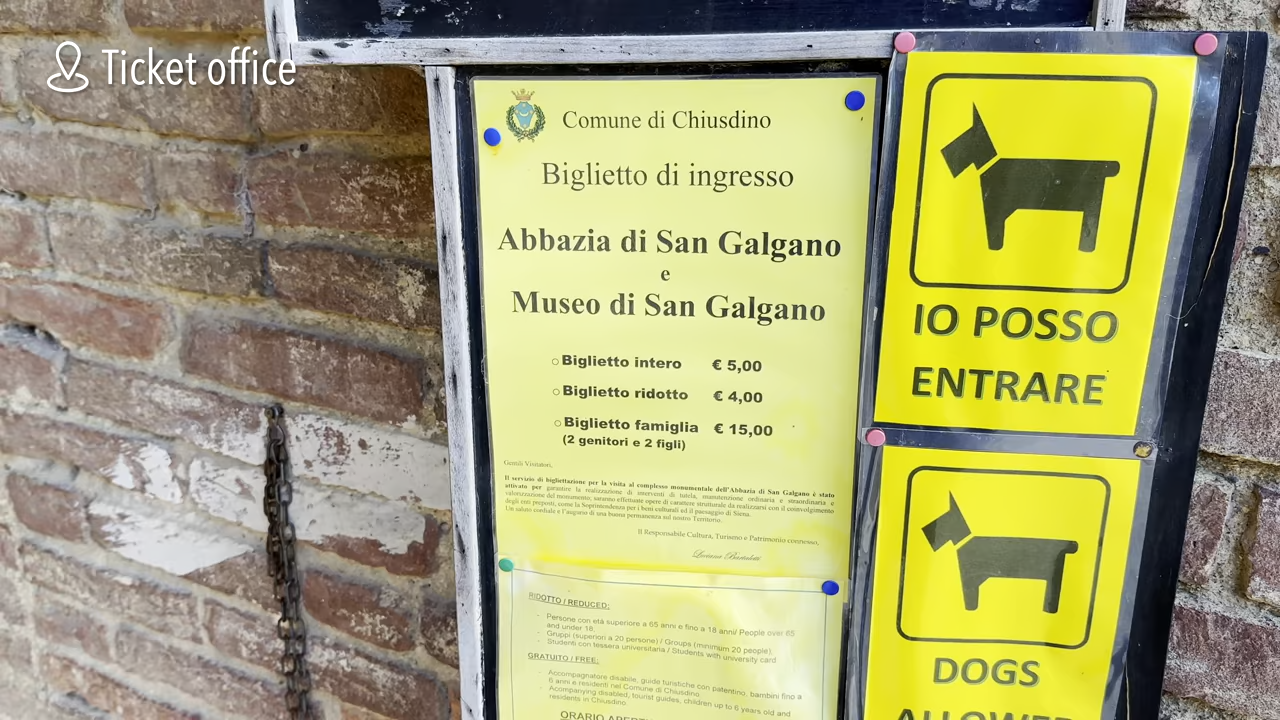 Ticket office
Comune di Chiusdino
Biglietto di ingresso
Abbazia di San Galgano
e
Museo di San Galgano
○ Biglietto intero € 5,00
○ Biglietto ridotto € 4,00
○ Biglietto famiglia € 15,00
(2 genitori e 2 figli)
Gentili Visitatori,
Il servizio di bigliettazione per la visita al complesso monumentale dell'Abbazia di San Galgano è stato
attivato per garantire la realizzazione di interventi di tutela, manutenzione ordinaria e straordinaria e
valorizzazione del monumento, saranno effettuate opere di carattere strutturale da realizzarsi con il coinvolgimento
degli enti preposti, come la Soprintendenza per i beni culturali ed il paesaggio di Siena.
Un saluto cordiale e l'augurio di una buona permanenza sul nostro Territorio.
Il Responsabile Cultura, Turismo e Patrimonio connesso,
RIDOTTO / REDUCED:
- Persone con età superiore a 65 anni e fino a 18 anni/ People over 65
and under 18.
- Gruppi (superiori a 20 persone) / Groups (minimum 20 people).
- Studenti con tessera universitaria / Students with university card
GRATUITO / FREE:
- Accompagnatore disabile, guide turistiche con patentino, bambini fino a
6 anni e residenti nel Comune di Chiusdino.
- Acompanying disabled, tourist guides, children up to 6 years old and
residents in Chiusdino.
IO POSSO
ENTRARE
DOGS
ALLOWED